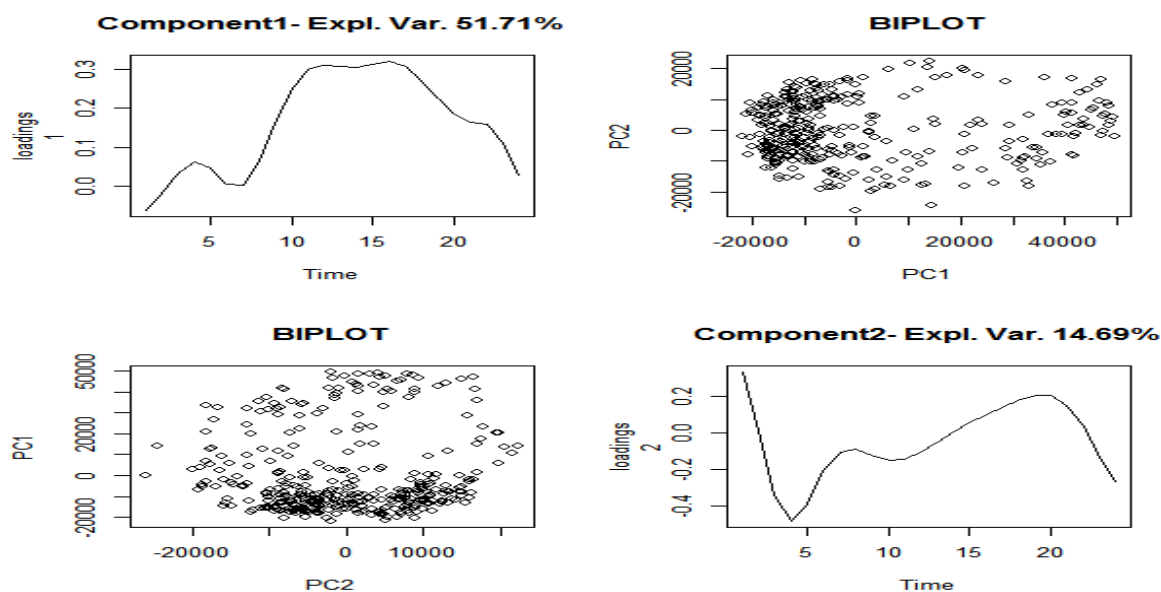 Component1- Expl. Var. 51.71%
loadings
1
0.0
0.1
0.2
0.3
5
10
15
20
Time
BIPLOT
PC2
-20000
0
20000
-20000
0
20000
40000
PC1
BIPLOT
PC1
-20000
0
20000
50000
-20000
0
10000
PC2
Component2- Expl. Var. 14.69%
loadings
2
-0.4
-0.2
0.0
0.2
5
10
15
20
Time